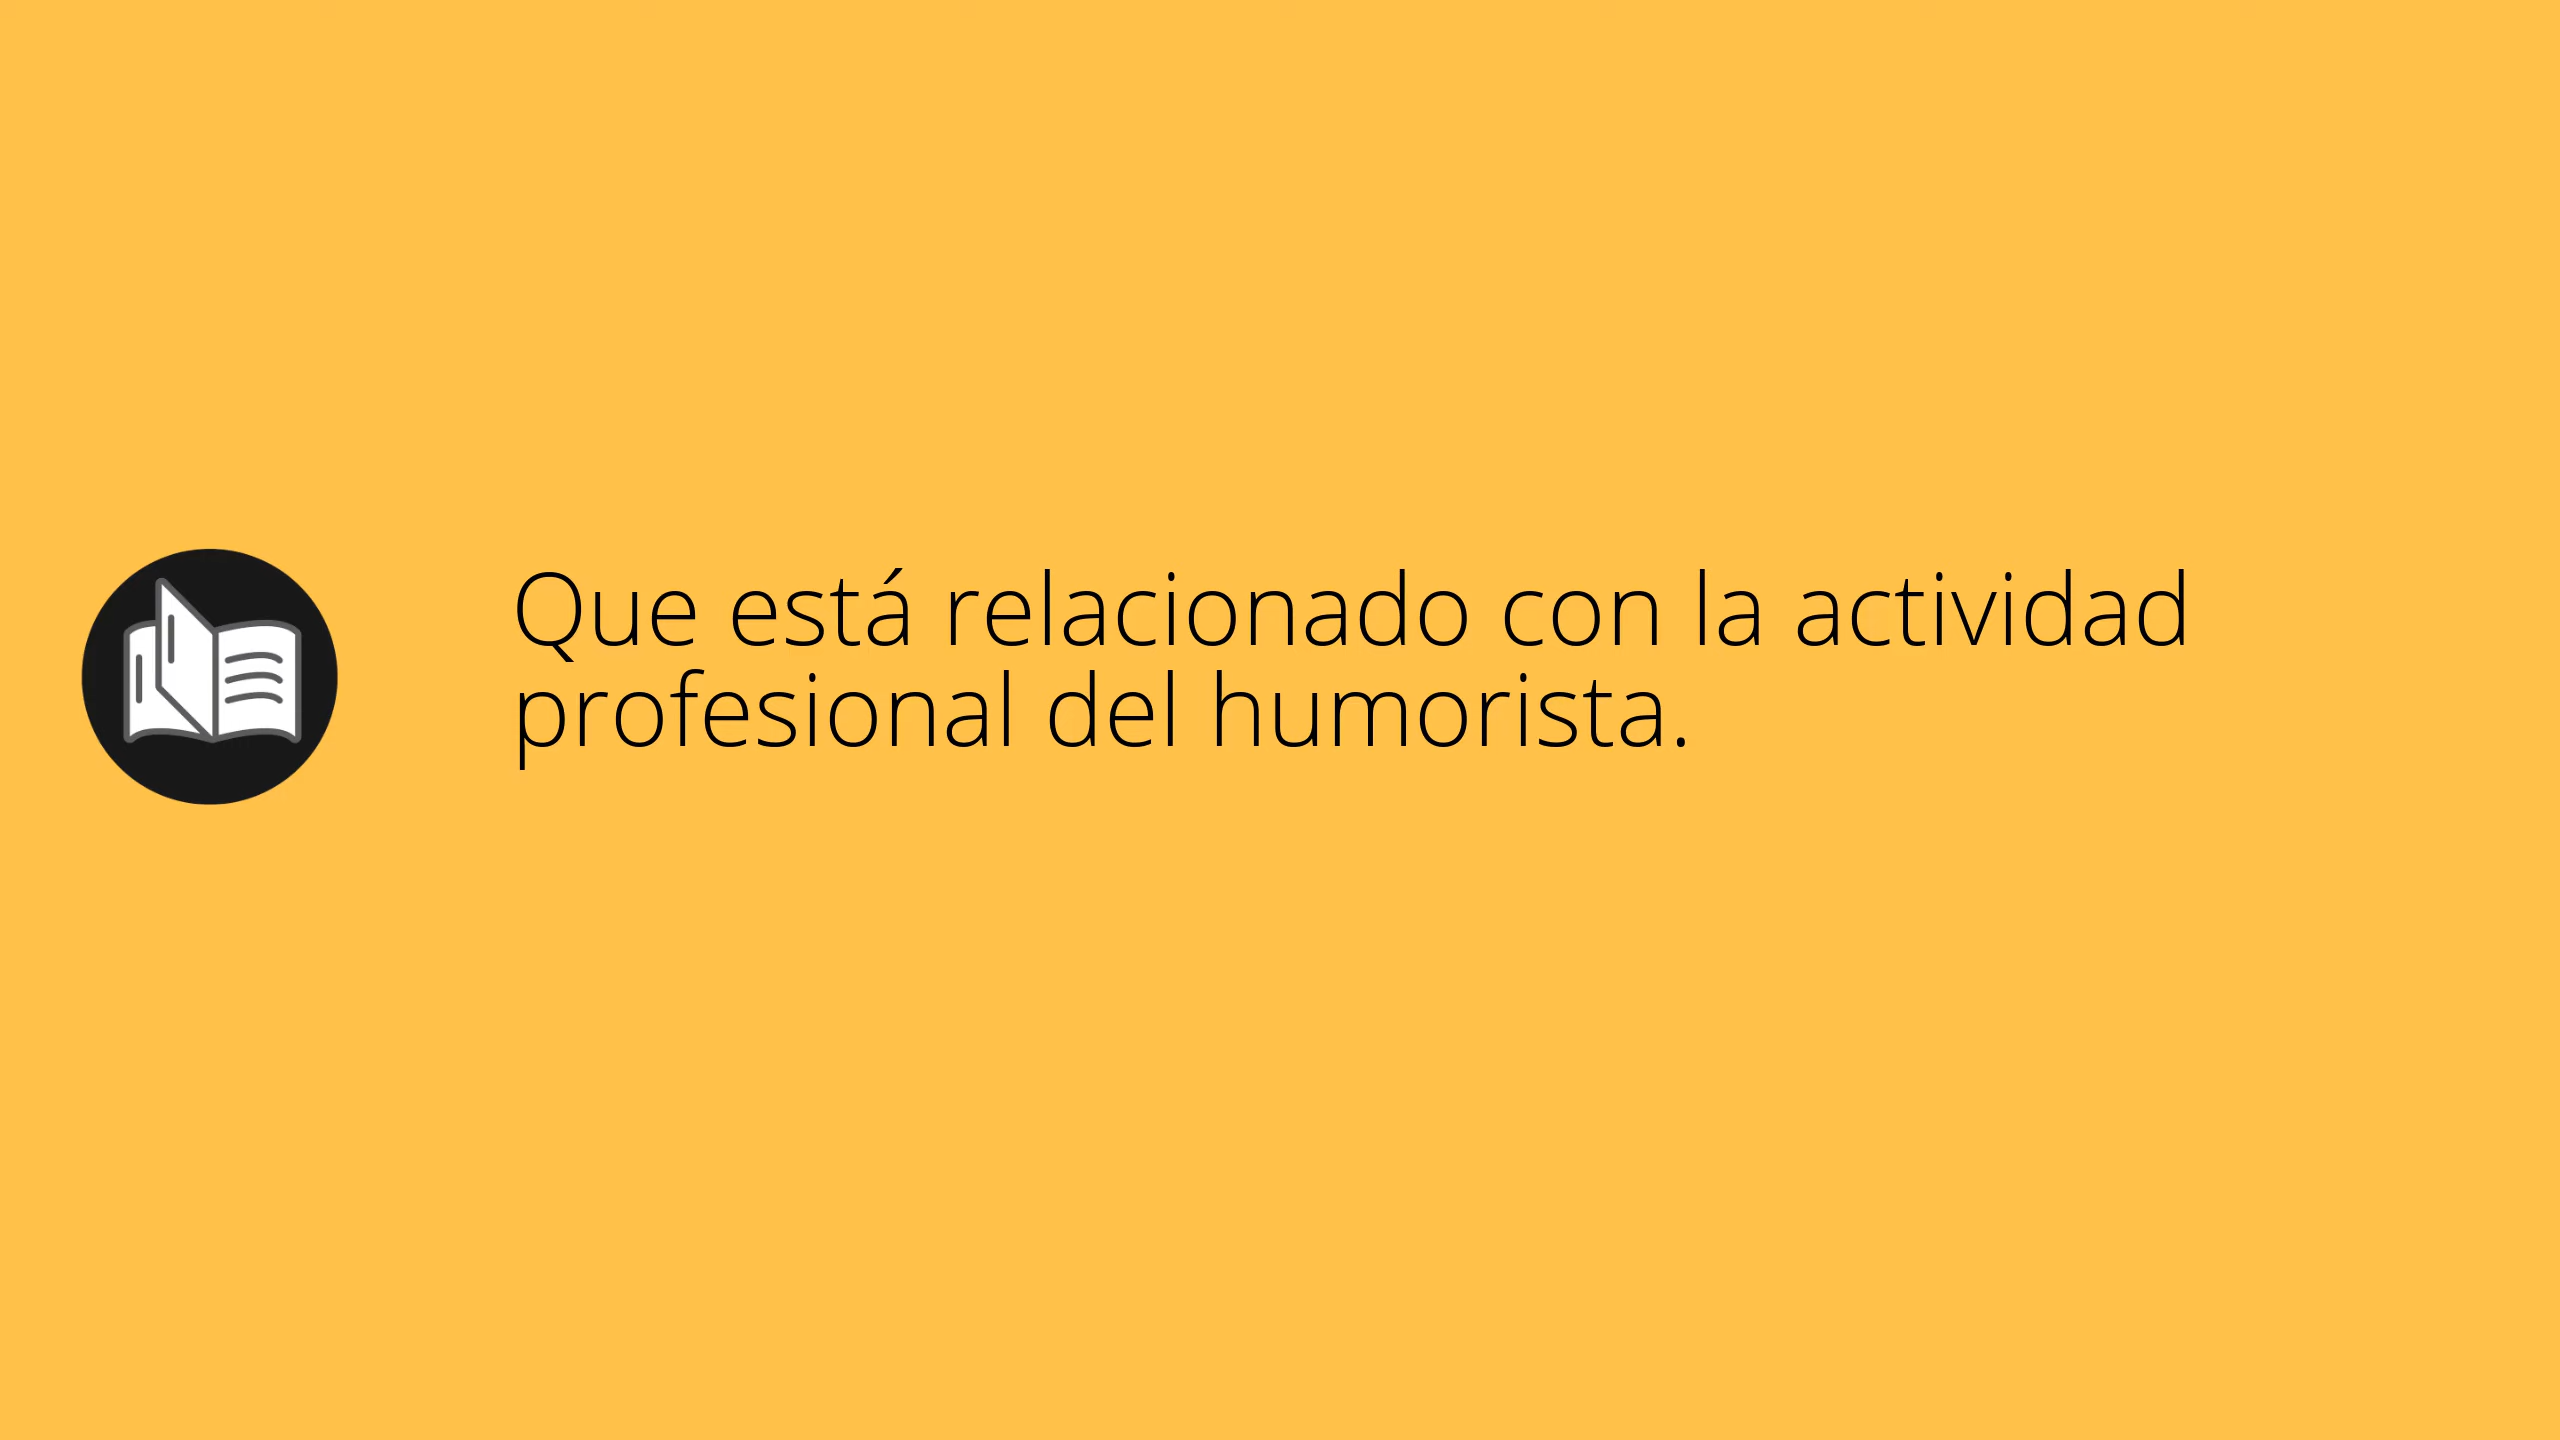 Que está relacionado con la actividad
profesional del humorista.